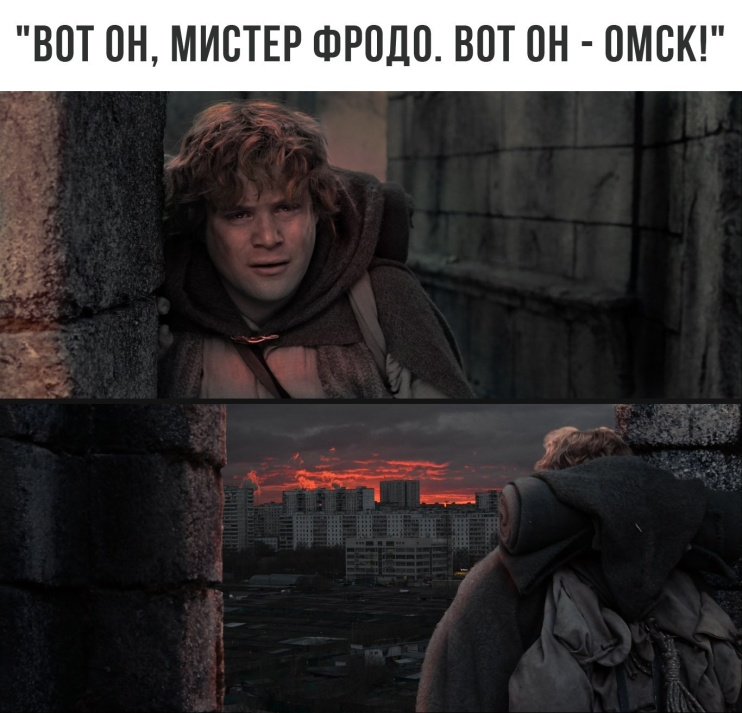 "ВОТ ОН, МИСТЕР ФРОДО. ВОТ ОН - ОМСК!"